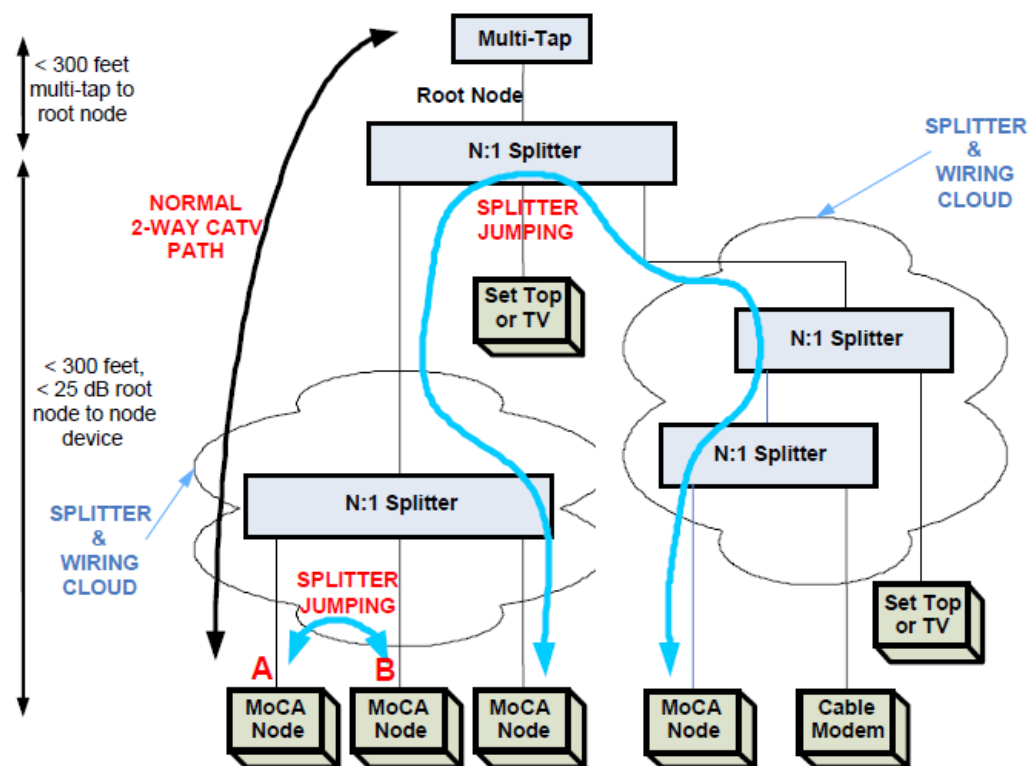 Multi-Tap
< 300 feet
multi-tap to
root node
Root Node
N:1 Splitter
SPLITTER
&
WIRING
CLOUD
NORMAL
2-WAY CATV
PATH
SPLITTER
JUMPING
Set Top
or TV
N:1 Splitter
< 300 feet,
< 25 dB root
node to node
device
N:1 Splitter
N:1 Splitter
SPLITTER
&
WIRING
CLOUD
SPLITTER
JUMPING
Set Top
or TV
A
B
MoCA
Node
MoCA
Node
MoCA
Node
MoCA
Node
Cable
Modem